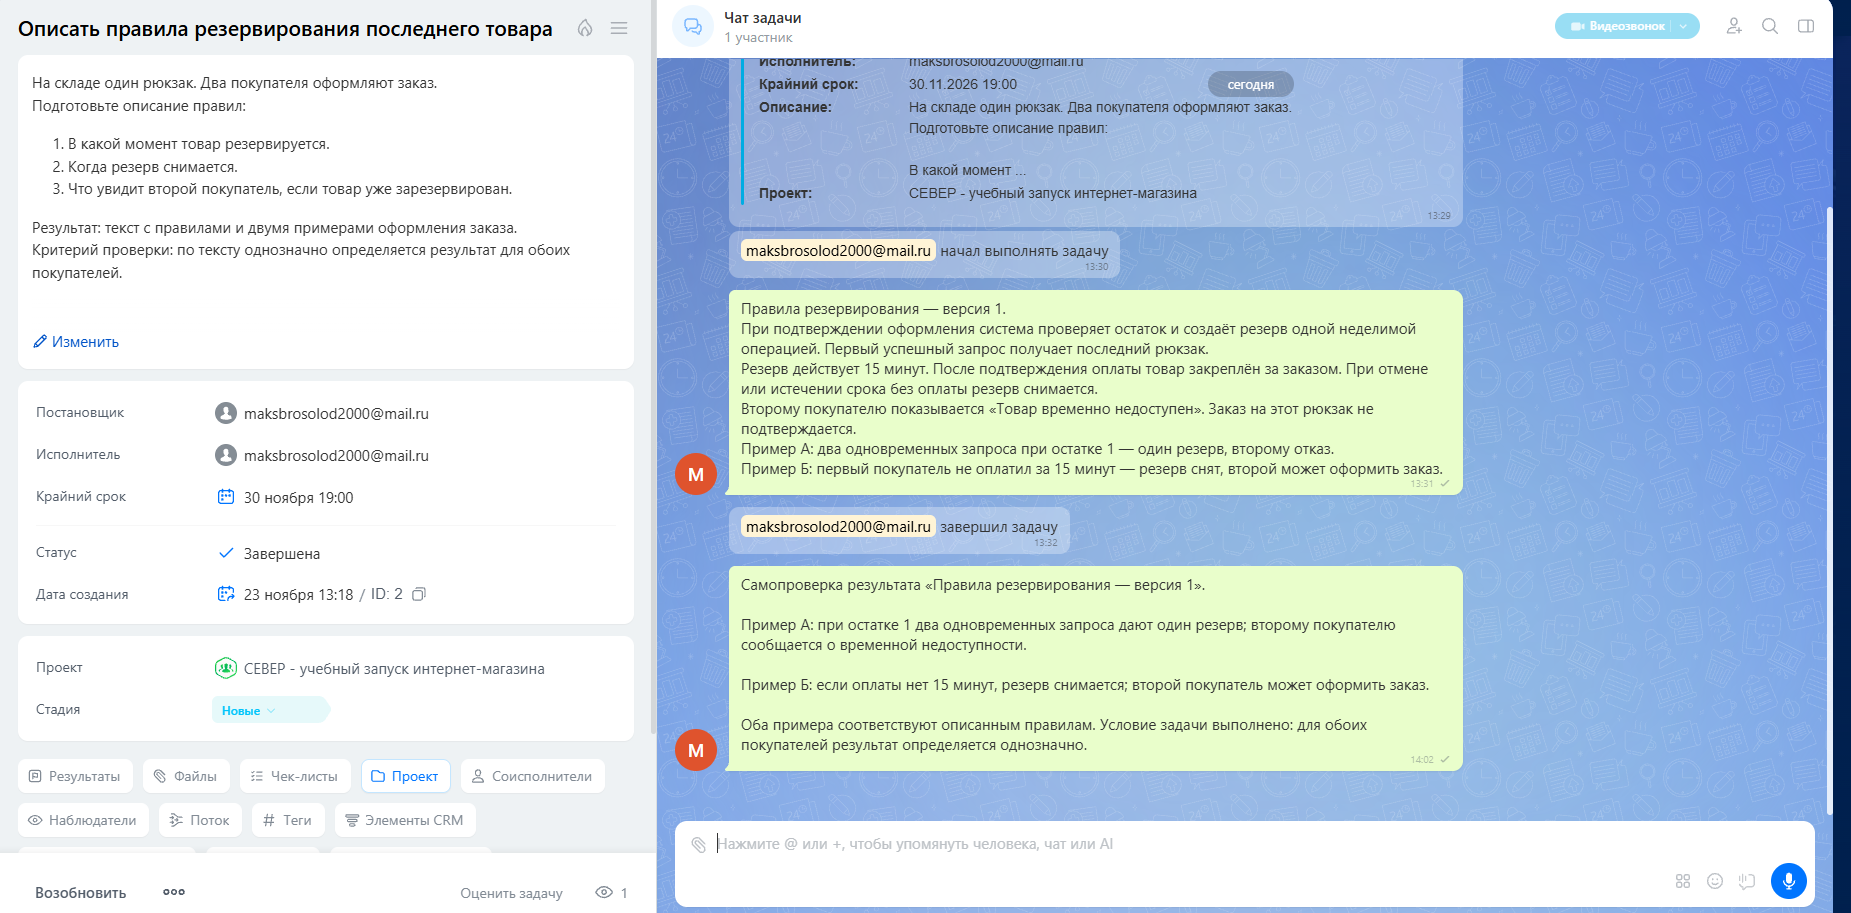 Описать правила резервирования последнего товара
На складе один рюкзак. Два покупателя оформляют заказ.
Подготовьте описание правил:
1. В какой момент товар резервируется.
2. Когда резерв снимается.
3. Что увидит второй покупатель, если товар уже зарезервирован.
Результат: текст с правилами и двумя примерами оформления заказа.
Критерий проверки: по тексту однозначно определяется результат для обоих
покупателей.
Изменить
Постановщик
maksbrosolod2000@mail.ru
Исполнитель
maksbrosolod2000@mail.ru
Крайний срок
30 ноября 19:00
Статус
Завершена
Дата создания
23 ноября 13:18 / ID: 2
Проект
СЕВЕР - учебный запуск интернет-магазина
Стадия
Новые
Результаты
Файлы
Чек-листы
Проект
Соисполнители
Наблюдатели
Поток
Теги
Элементы CRM
Возобновить
Оценить задачу
1
Чат задачи
1 участник
Видеозвонок
Исполнитель: maksbrosolod2000@mail.ru
Крайний срок: 30.11.2026 19:00
сегодня
Описание: На складе один рюкзак. Два покупателя оформляют заказ.
Подготовьте описание правил:
В какой момент ...
Проект: СЕВЕР - учебный запуск интернет-магазина
13:29
maksbrosolod2000@mail.ru начал выполнять задачу
13:30
Правила резервирования — версия 1.
При подтверждении оформления система проверяет остаток и создаёт резерв одной неделимой
операцией. Первый успешный запрос получает последний рюкзак.
Резерв действует 15 минут. После подтверждения оплаты товар закреплён за заказом. При отмене
или истечении срока без оплаты резерв снимается.
Второму покупателю показывается «Товар временно недоступен». Заказ на этот рюкзак не
подтверждается.
Пример А: два одновременных запроса при остатке 1 — один резерв, второму отказ.
Пример Б: первый покупатель не оплатил за 15 минут — резерв снят, второй может оформить заказ.
13:31
М
maksbrosolod2000@mail.ru завершил задачу
13:32
Самопроверка результата «Правила резервирования — версия 1».
Пример А: при остатке 1 два одновременных запроса дают один резерв; второму покупателю
сообщается о временной недоступности.
Пример Б: если оплаты нет 15 минут, резерв снимается; второй покупатель может оформить заказ.
Оба примера соответствуют описанным правилам. Условие задачи выполнено: для обоих
покупателей результат определяется однозначно.
14:02
М
Нажмите @ или +, чтобы упомянуть человека, чат или AI